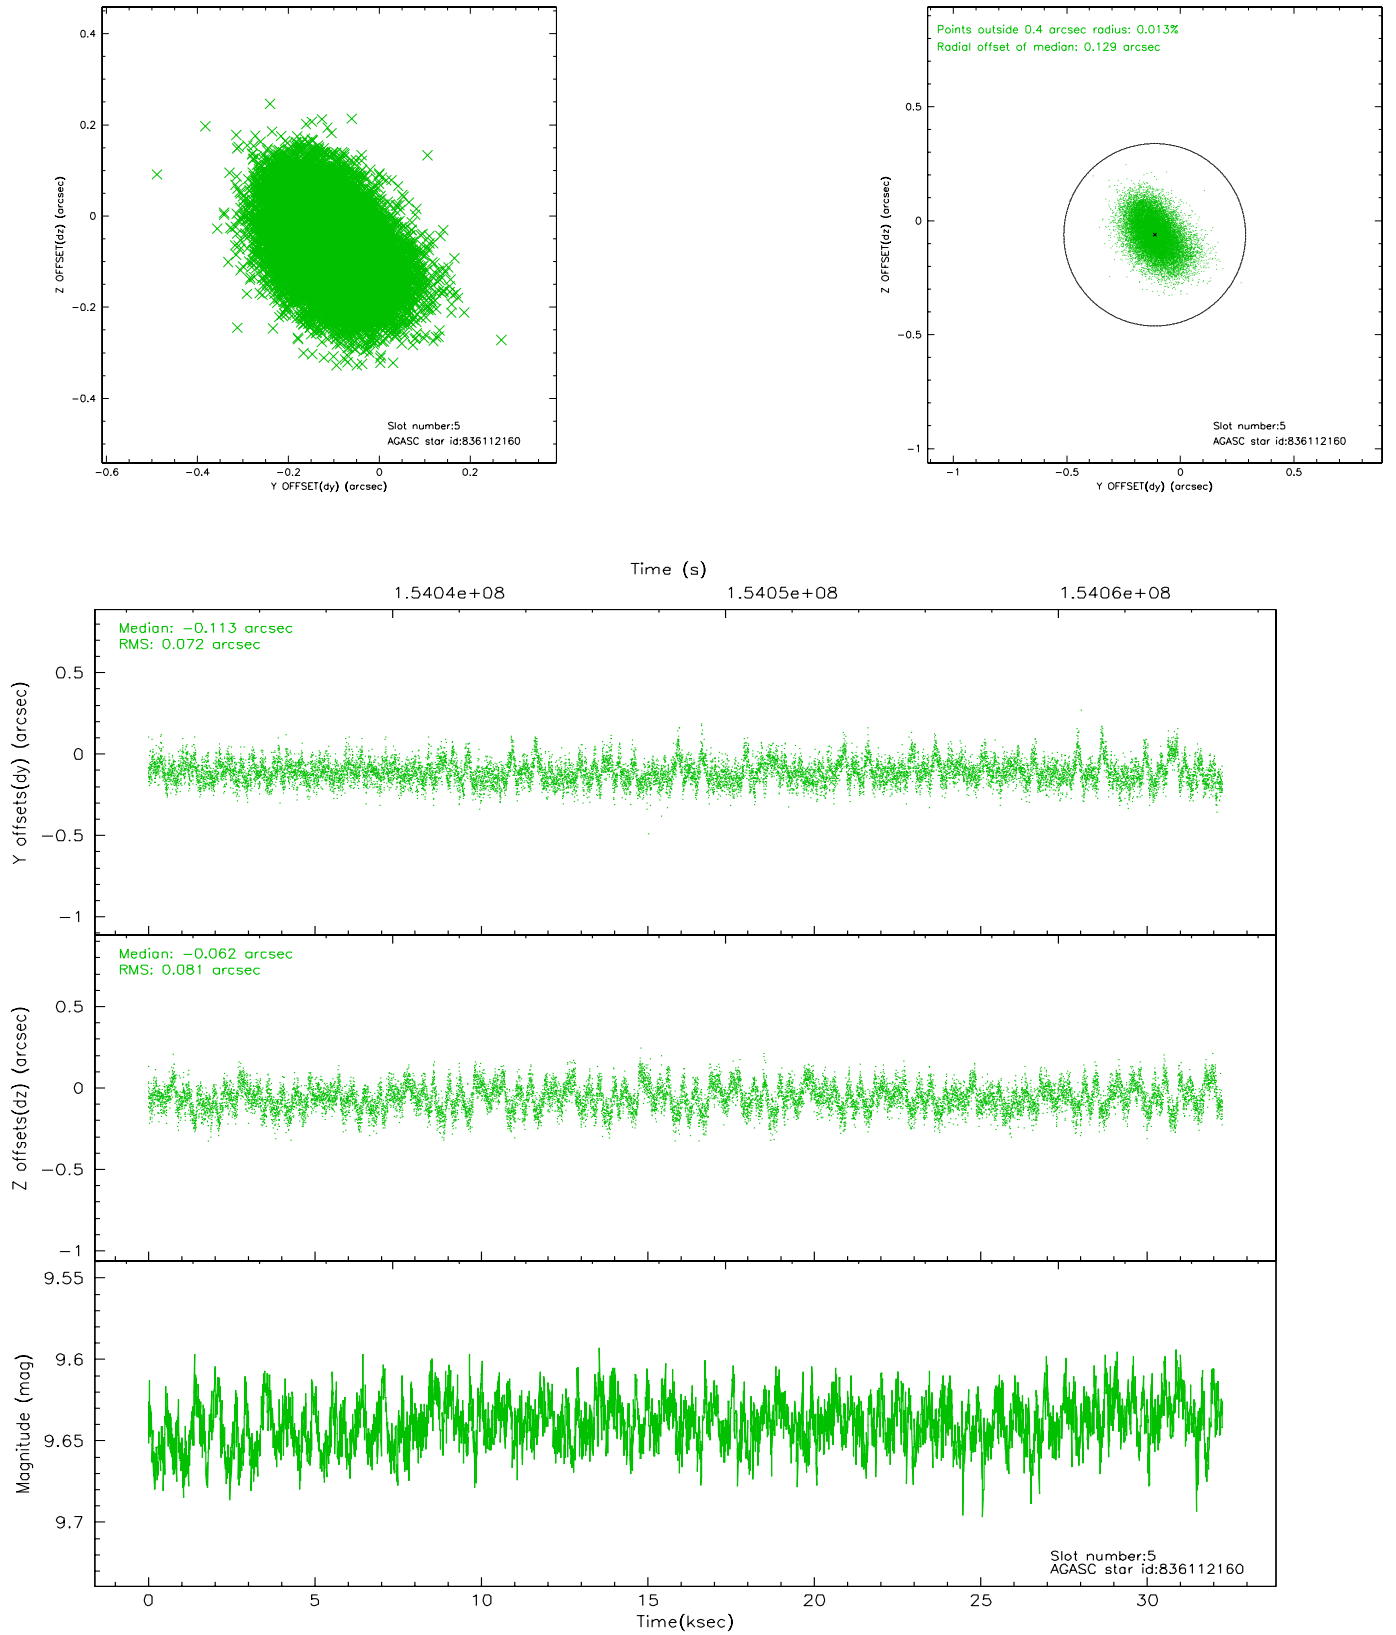 0.4
0.2
0
−0.2
−0.4
Z OFFSET(dz) (arcsec)
Slot number:5
AGASC star id:836112160
−0.6
−0.4
−0.2
0
0.2
Y OFFSET(dy) (arcsec)
Points outside 0.4 arcsec radius: 0.013%
Radial offset of median: 0.129 arcsec
0.5
0
−0.5
−1
Z OFFSET(dz) (arcsec)
Slot number:5
AGASC star id:836112160
−1
−0.5
0
0.5
Y OFFSET(dy) (arcsec)
Time (s)
1.5404e+08
1.5405e+08
1.5406e+08
Median: −0.113 arcsec
RMS: 0.072 arcsec
0.5
0
−0.5
−1
Y offsets(dy) (arcsec)
Median: −0.062 arcsec
RMS: 0.081 arcsec
0.5
0
−0.5
−1
Z offsets(dz) (arcsec)
9.55
9.6
9.65
9.7
Magnitude (mag)
Slot number:5
AGASC star id:836112160
0
5
10
15
20
25
30
Time(ksec)